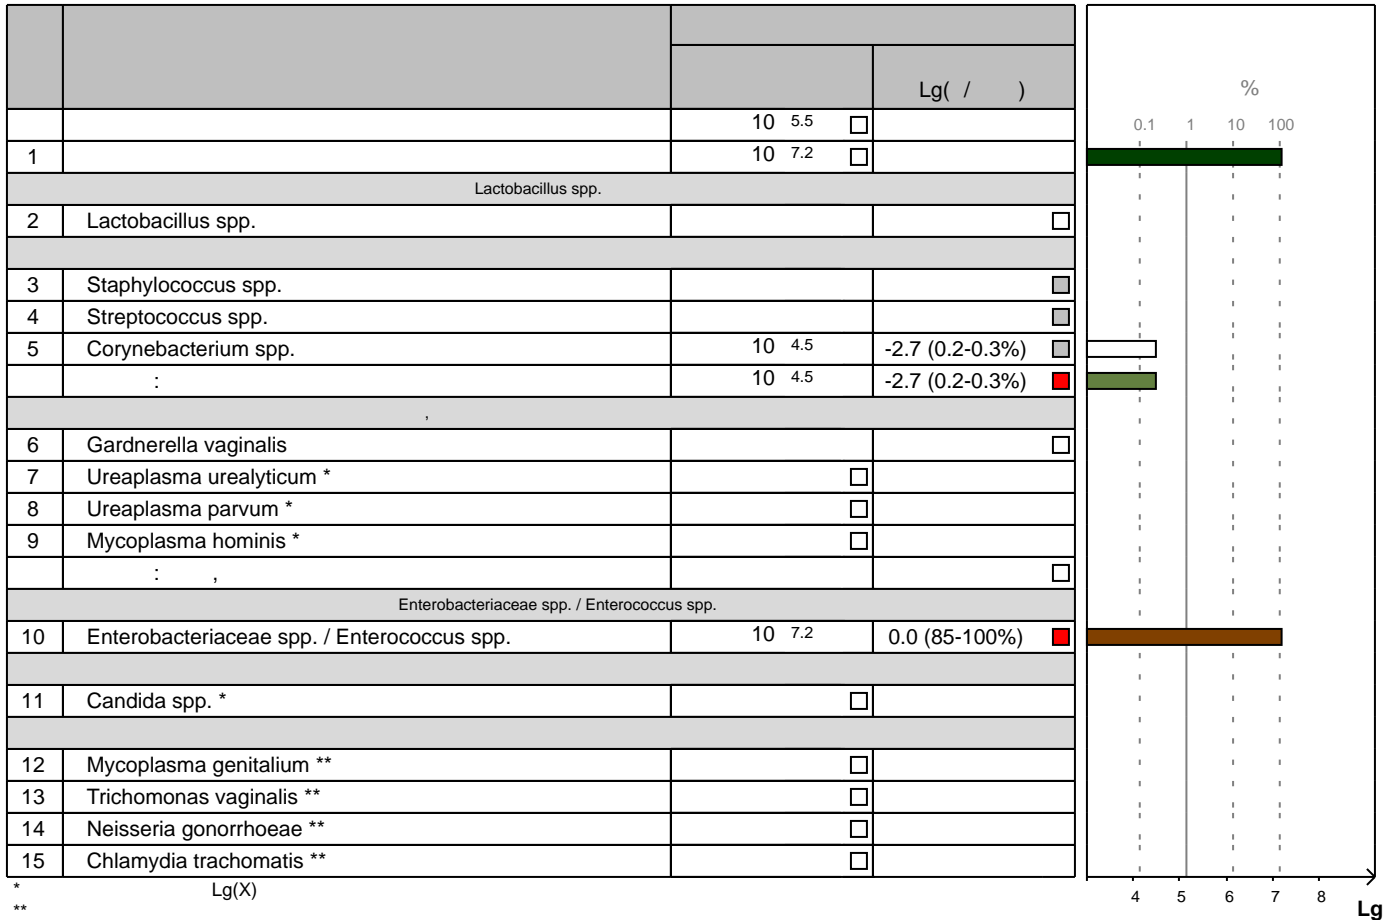 Lg( / )
%
10 5.5
0.1 1 10 100
1 10 7.2
Lactobacillus spp.
2 Lactobacillus spp.
3 Staphylococcus spp.
4 Streptococcus spp.
5 Corynebacterium spp. 10 4.5 -2.7 (0.2-0.3%)
: 10 4.5 -2.7 (0.2-0.3%)
,
6 Gardnerella vaginalis
7 Ureaplasma urealyticum *
8 Ureaplasma parvum *
9 Mycoplasma hominis *
: ,
Enterobacteriaceae spp. / Enterococcus spp.
10 Enterobacteriaceae spp. / Enterococcus spp. 10 7.2 0.0 (85-100%)
11 Candida spp. *
12 Mycoplasma genitalium **
13 Trichomonas vaginalis **
14 Neisseria gonorrhoeae **
15 Chlamydia trachomatis **
* Lg(X)
4 5 6 7 8
**
Lg